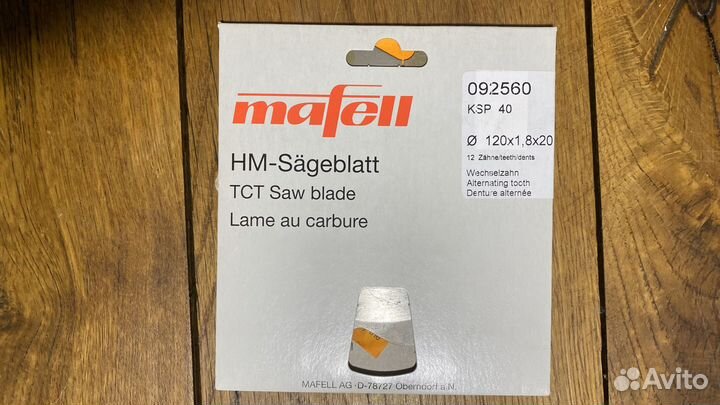 mafell
HM-Sägeblatt
TCT Saw blade
Lame au carbure
092560
KSP 40
Ø 120x1,8x20
12 Zähne/teeth/dents
Wechselzahn
Alternating tooth
Denture alternée
MAFELL AG·D-78727 Oberndorf a.N.
Avito